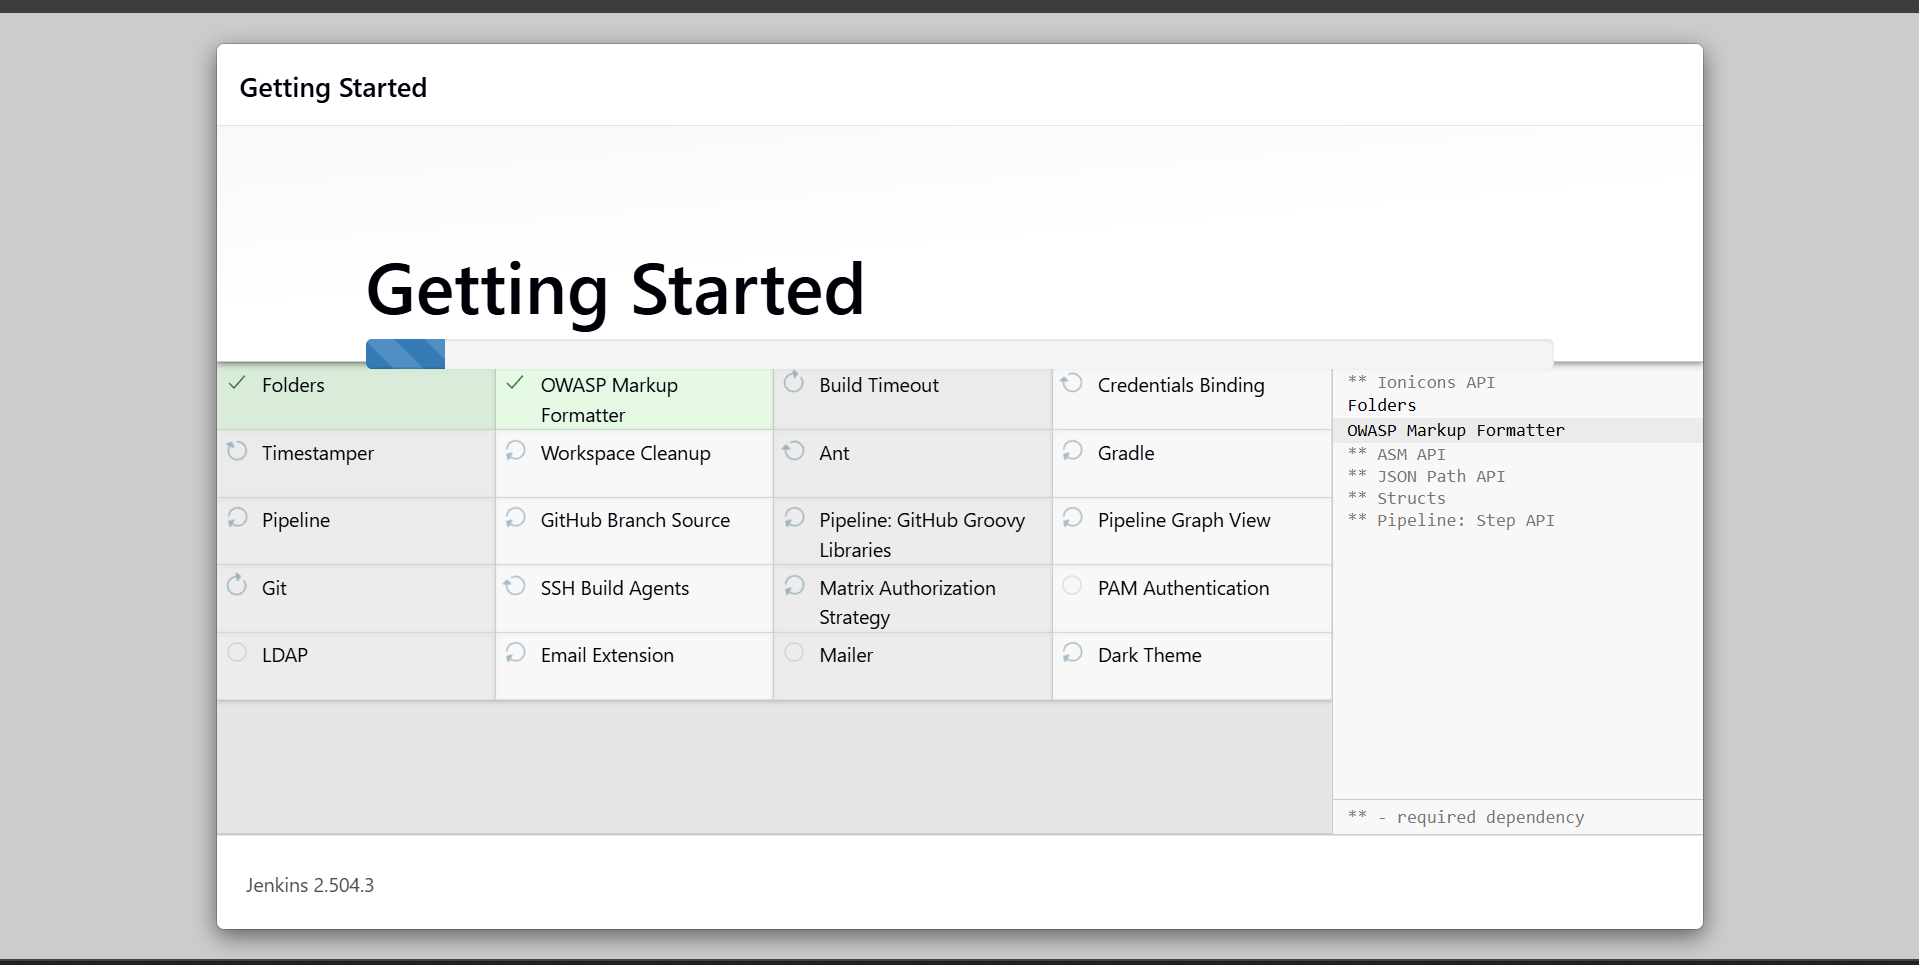 Getting Started
Getting Started
Folders
OWASP Markup
Formatter
Build Timeout
Credentials Binding
Timestamper
Workspace Cleanup
Ant
Gradle
Pipeline
GitHub Branch Source
Pipeline: GitHub Groovy
Libraries
Pipeline Graph View
Git
SSH Build Agents
Matrix Authorization
Strategy
PAM Authentication
LDAP
Email Extension
Mailer
Dark Theme
** Ionicons API
Folders
OWASP Markup Formatter
** ASM API
** JSON Path API
** Structs
** Pipeline: Step API
** - required dependency
Jenkins 2.504.3